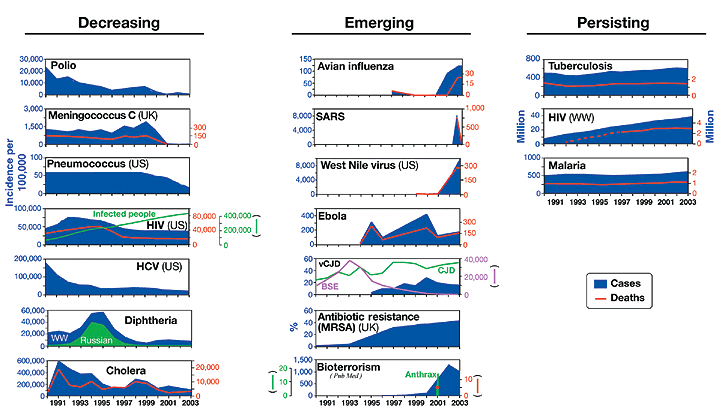 Decreasing
Emerging
Persisting
Incidence per
100,000
30,000
20,000
10,000
0
Polio
3,000
1,500
0
Meningococcus C (UK)
300
150
0
100
50
0
Pneumococcus (US)
100,000
50,000
0
Infected people
HIV (US)
80,000
40,000
0
400,000
200,000
0
200,000
100,000
0
HCV (US)
60,000
40,000
20,000
0
Diphtheria
WW
Russian
600,000
400,000
200,000
0
Cholera
20,000
10,000
0
1991 1993 1995 1997 1999 2001 2003
150
100
50
0
Avian influenza
30
15
0
8,000
4,000
0
SARS
1,000
500
0
8,000
4,000
0
West Nile virus (US)
300
150
0
400
200
0
Ebola
300
150
0
60
40
20
0
vCJD
BSE
CJD
40,000
20,000
0
%
60
40
20
0
Antibiotic resistance
(MRSA) (UK)
20
10
0
1,500
1,000
500
0
Bioterrorism
( Pub Med )
Anthrax
10
0
1991 1993 1995 1997 1999 2001 2003
Million
800
400
0
Tuberculosis
2
1
0
100
50
0
HIV (WW)
4
2
0
Million
800
400
0
Malaria
2
1
0
1991 1993 1995 1997 1999 2001 2003
Cases
Deaths